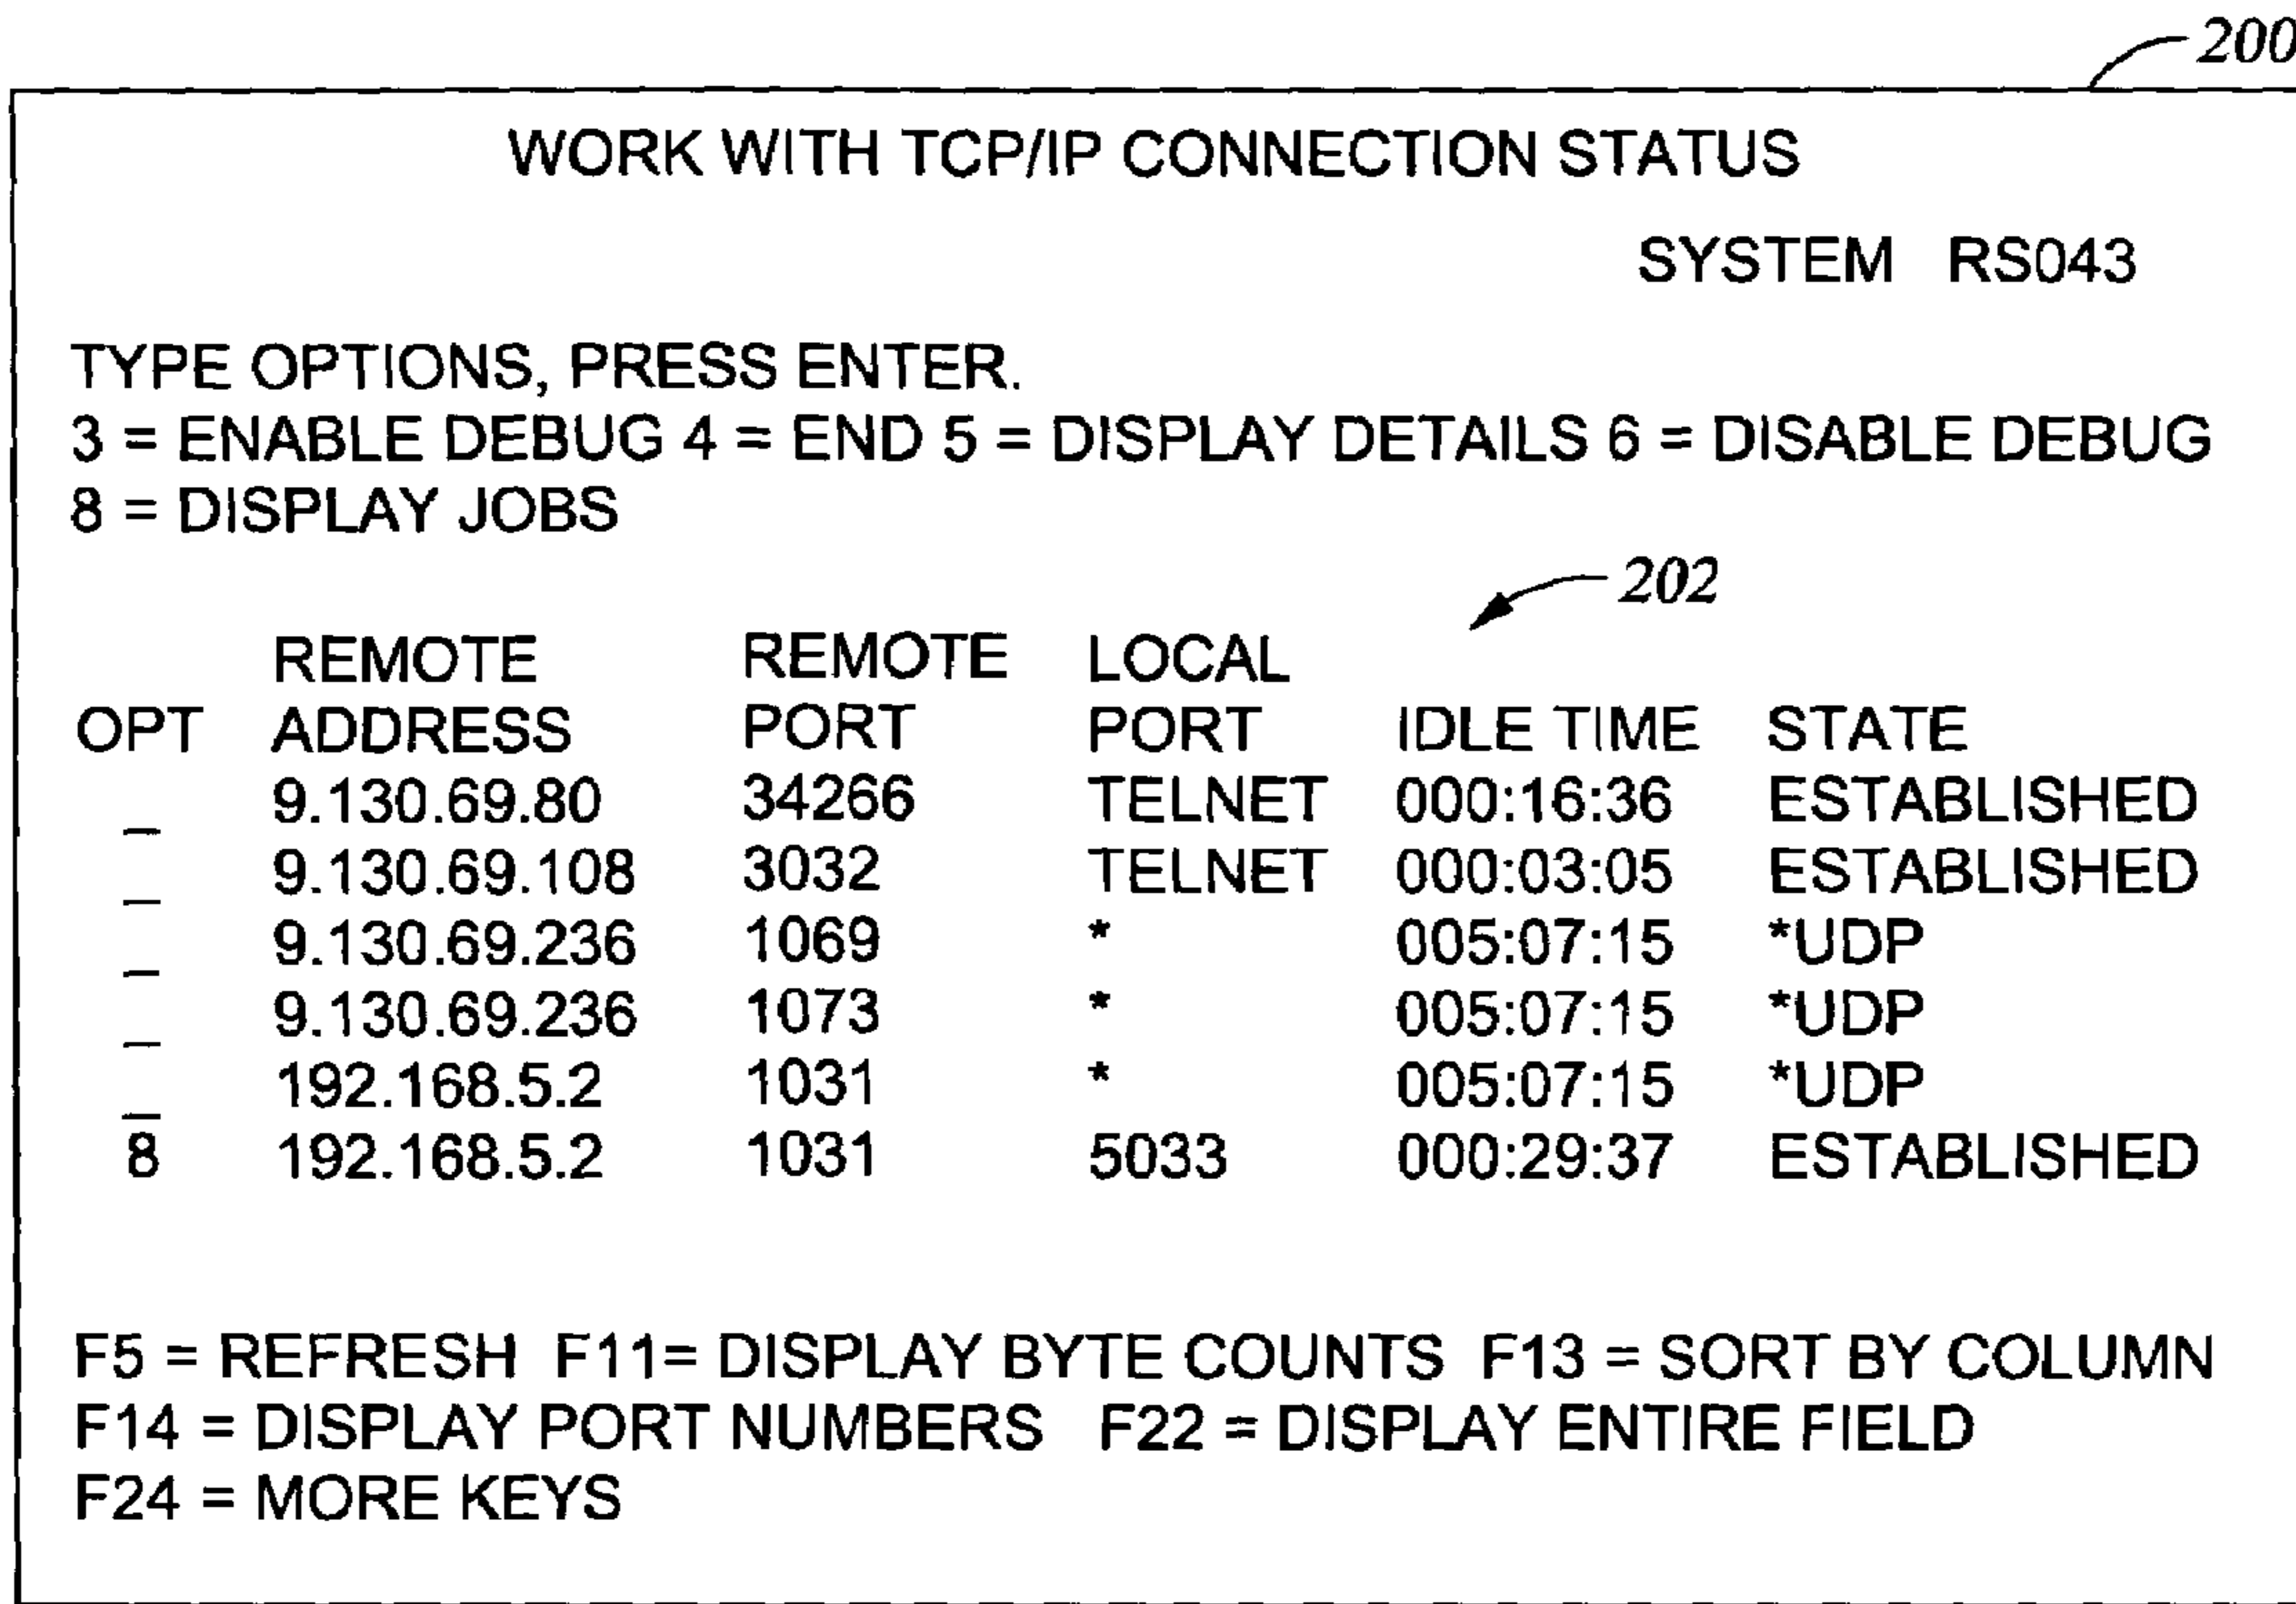 200
WORK WITH TCP/IP CONNECTION STATUS
SYSTEM RS043
TYPE OPTIONS, PRESS ENTER.
3 = ENABLE DEBUG 4 = END 5 = DISPLAY DETAILS 6 = DISABLE DEBUG
8 = DISPLAY JOBS
202
REMOTE REMOTE LOCAL
OPT ADDRESS PORT PORT IDLE TIME STATE
_ 9.130.69.80 34266 TELNET 000:16:36 ESTABLISHED
_ 9.130.69.108 3032 TELNET 000:03:05 ESTABLISHED
_ 9.130.69.236 1069 * 005:07:15 *UDP
_ 9.130.69.236 1073 * 005:07:15 *UDP
_ 192.168.5.2 1031 * 005:07:15 *UDP
8 192.168.5.2 1031 5033 000:29:37 ESTABLISHED
F5 = REFRESH F11= DISPLAY BYTE COUNTS F13 = SORT BY COLUMN
F14 = DISPLAY PORT NUMBERS F22 = DISPLAY ENTIRE FIELD
F24 = MORE KEYS